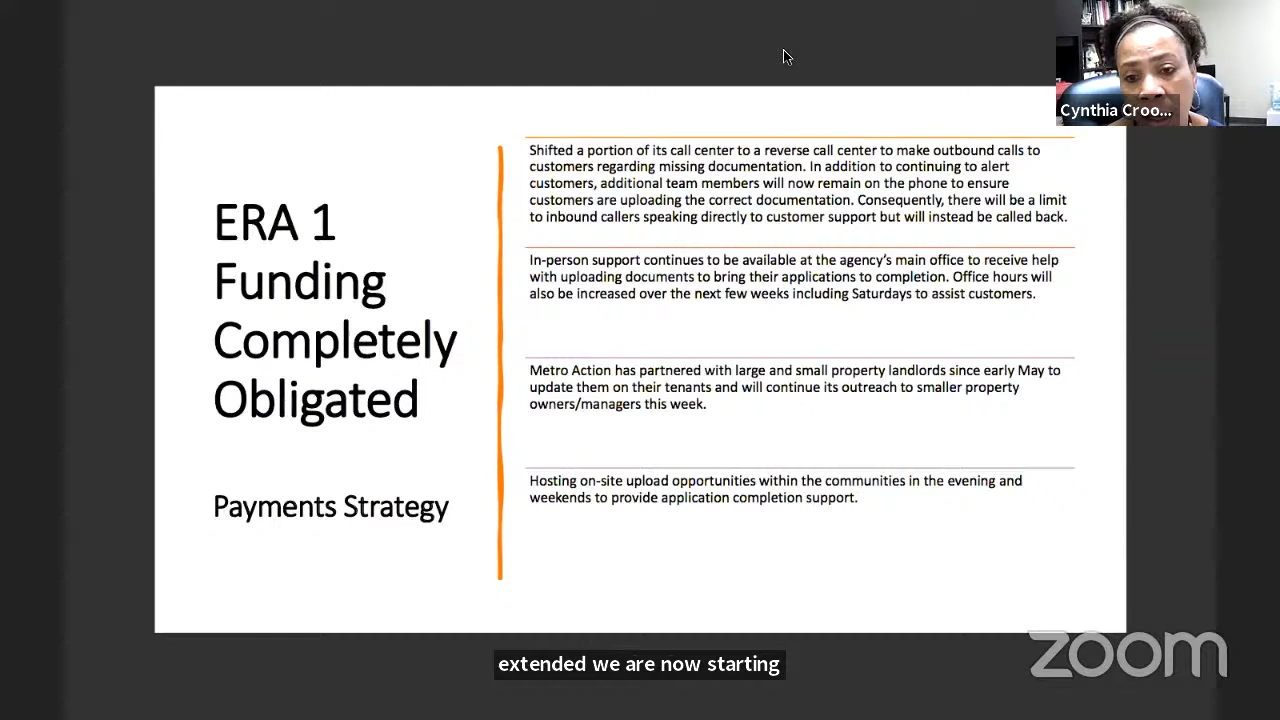 Cynthia Croo...
ERA 1
Funding
Completely
Obligated
Payments Strategy
Shifted a portion of its call center to a reverse call center to make outbound calls to
customers regarding missing documentation. In addition to continuing to alert
customers, additional team members will now remain on the phone to ensure
customers are uploading the correct documentation. Consequently, there will be a limit
to inbound callers speaking directly to customer support but will instead be called back.
In-person support continues to be available at the agency's main office to receive help
with uploading documents to bring their applications to completion. Office hours will
also be increased over the next few weeks including Saturdays to assist customers.
Metro Action has partnered with large and small property landlords since early May to
update them on their tenants and will continue its outreach to smaller property
owners/managers this week.
Hosting on-site upload opportunities within the communities in the evening and
weekends to provide application completion support.
extended we are now starting
zoom